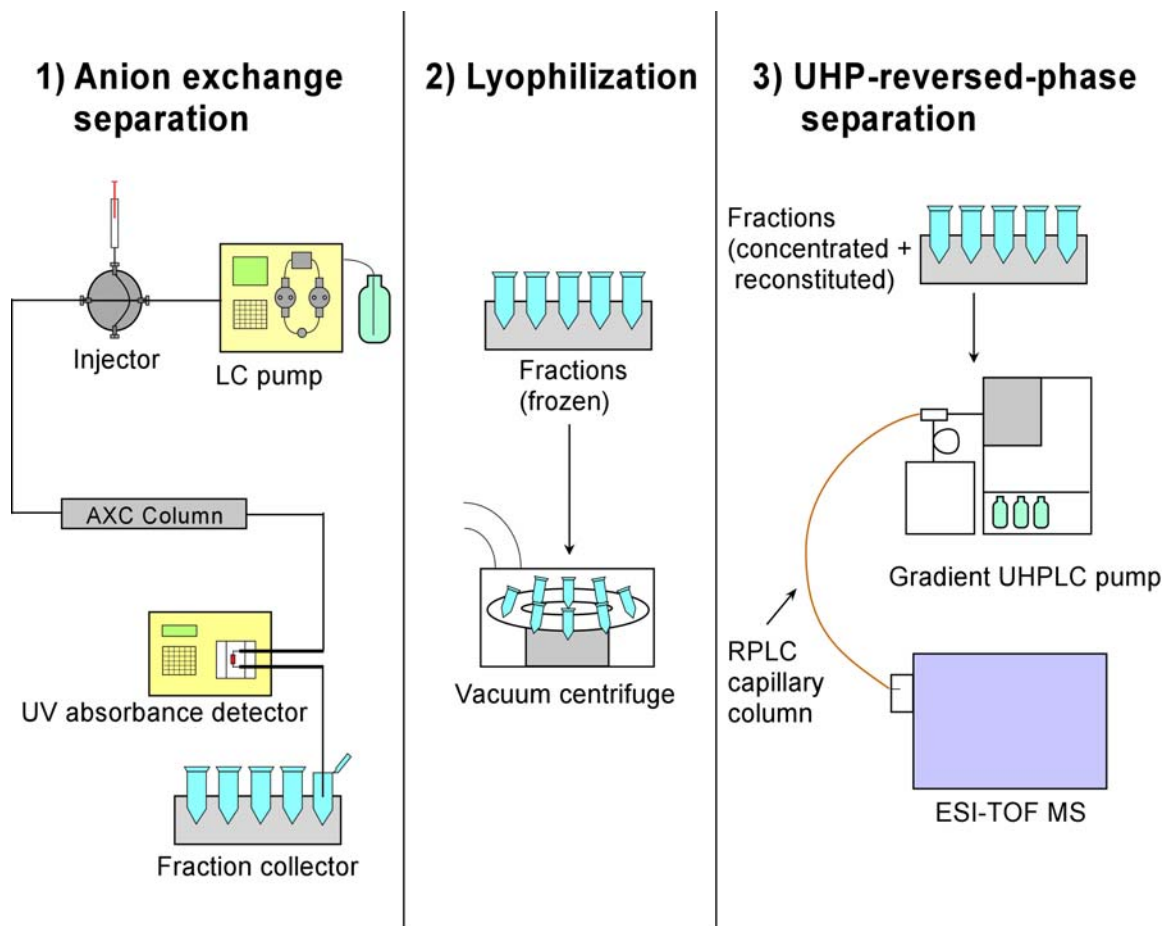 1) Anion exchange
separation
Injector
LC pump
AXC Column
UV absorbance detector
Fraction collector
2) Lyophilization
Fractions
(frozen)
Vacuum centrifuge
3) UHP-reversed-phase
separation
Fractions
(concentrated +
reconstituted)
Gradient UHPLC pump
RPLC
capillary
column
ESI-TOF MS